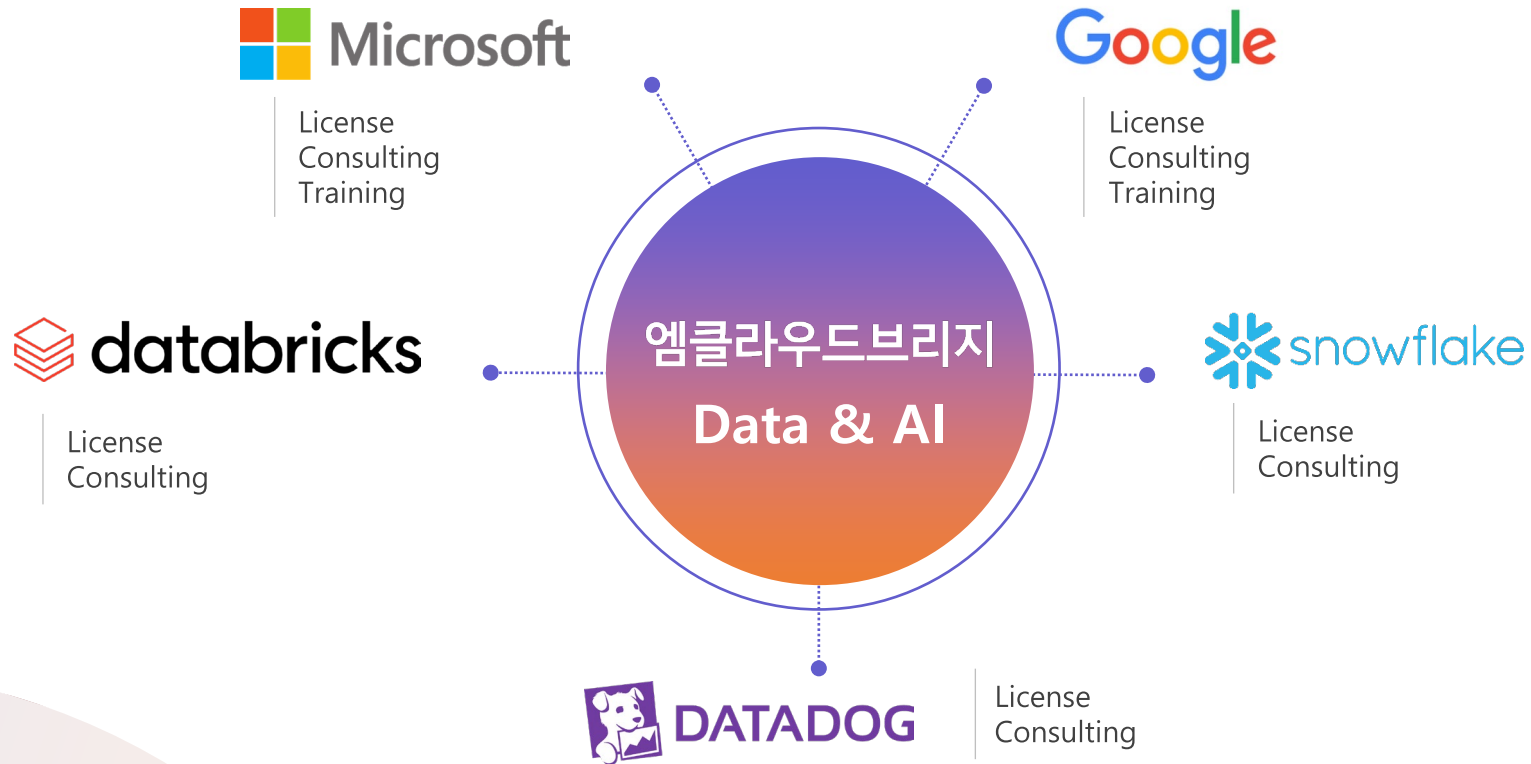 Microsoft
License
Consulting
Training
Google
License
Consulting
Training
databricks
License
Consulting
엠클라우드브리지
Data & AI
snowflake
License
Consulting
DATADOG
License
Consulting